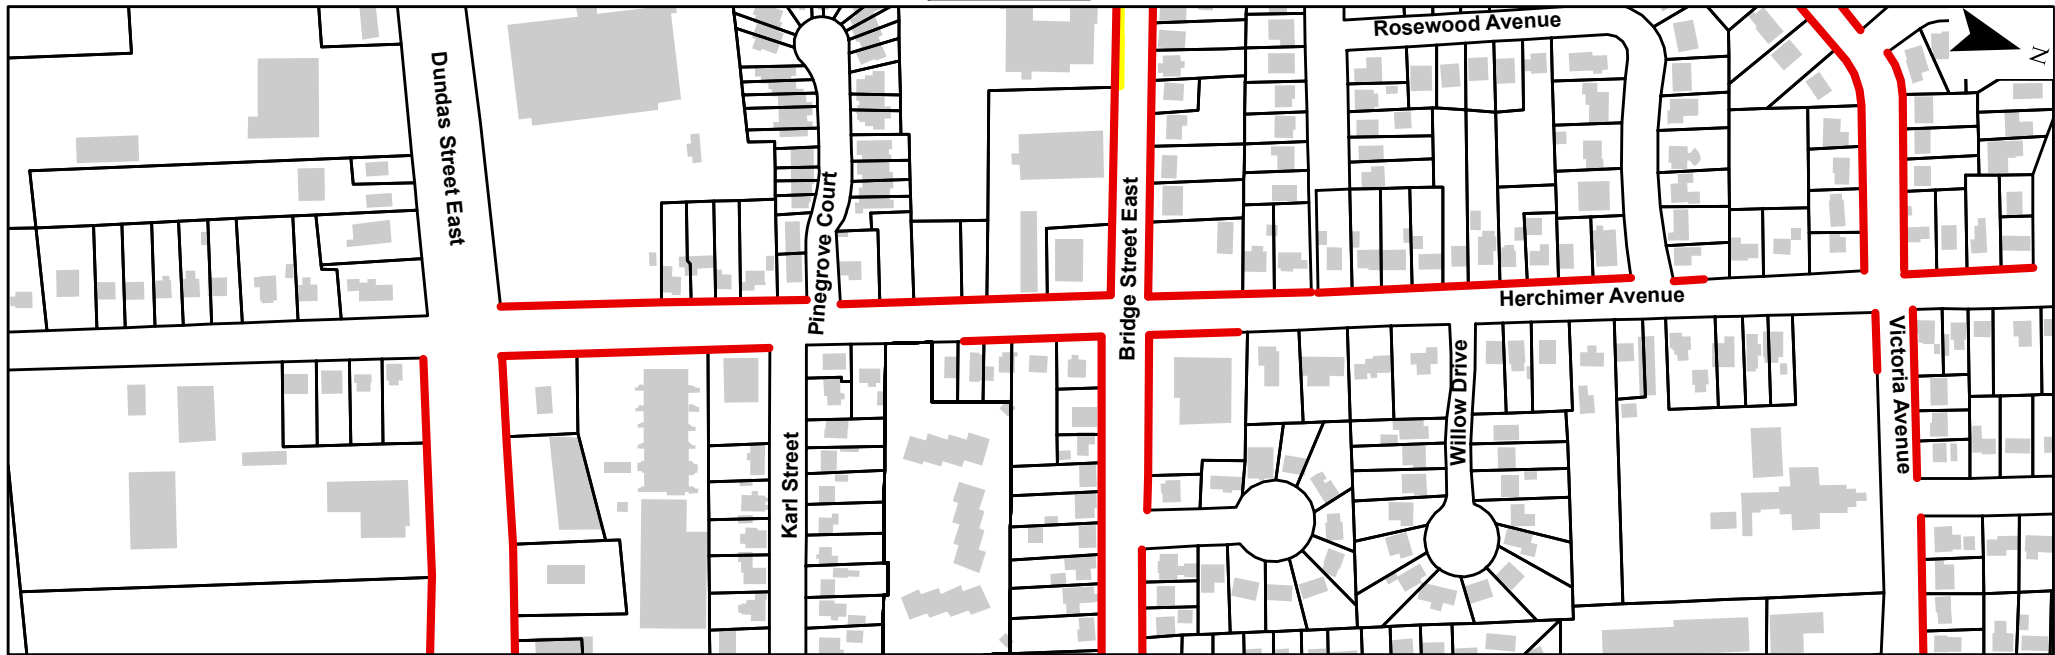 Rosewood Avenue
N
Dundas Street East
Pinegrove Court
Bridge Street East
Herchimer Avenue
Willow Drive
Victoria Avenue
Karl Street